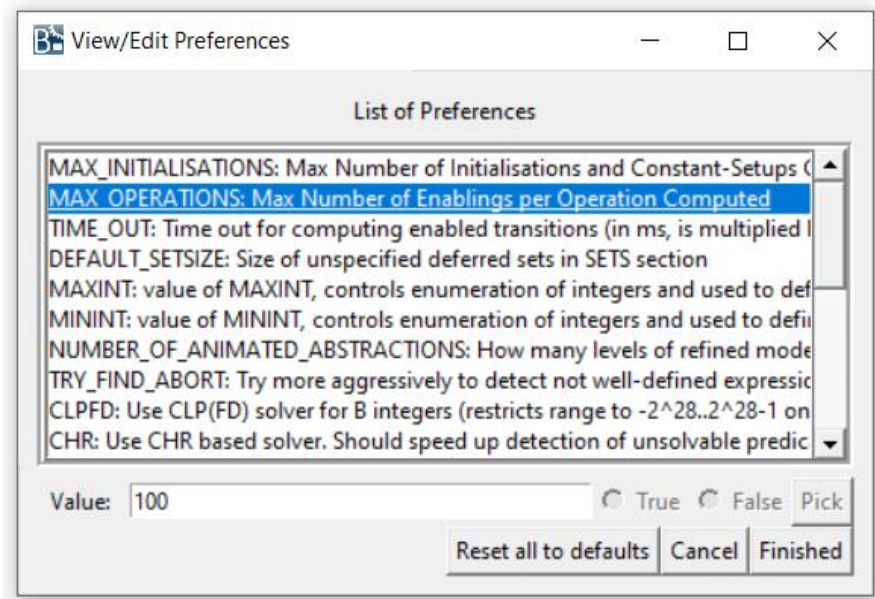 View/Edit Preferences
List of Preferences
MAX_INITIALISATIONS: Max Number of Initialisations and Constant-Setups
MAX_OPERATIONS: Max Number of Enablings per Operation Computed
TIME_OUT: Time out for computing enabled transitions (in ms, is multiplied
DEFAULT_SETSIZE: Size of unspecified deferred sets in SETS section
MAXINT: value of MAXINT, controls enumeration of integers and used to def
MININT: value of MININT, controls enumeration of integers and used to defi
NUMBER_OF_ANIMATED_ABSTRACTIONS: How many levels of refined mode
TRY_FIND_ABORT: Try more aggressively to detect not well-defined expressic
CLPFD: Use CLP(FD) solver for B integers (restricts range to -2^28..2^28-1 on
CHR: Use CHR based solver. Should speed up detection of unsolvable predic
Value: 100 True False Pick
Reset all to defaults Cancel Finished